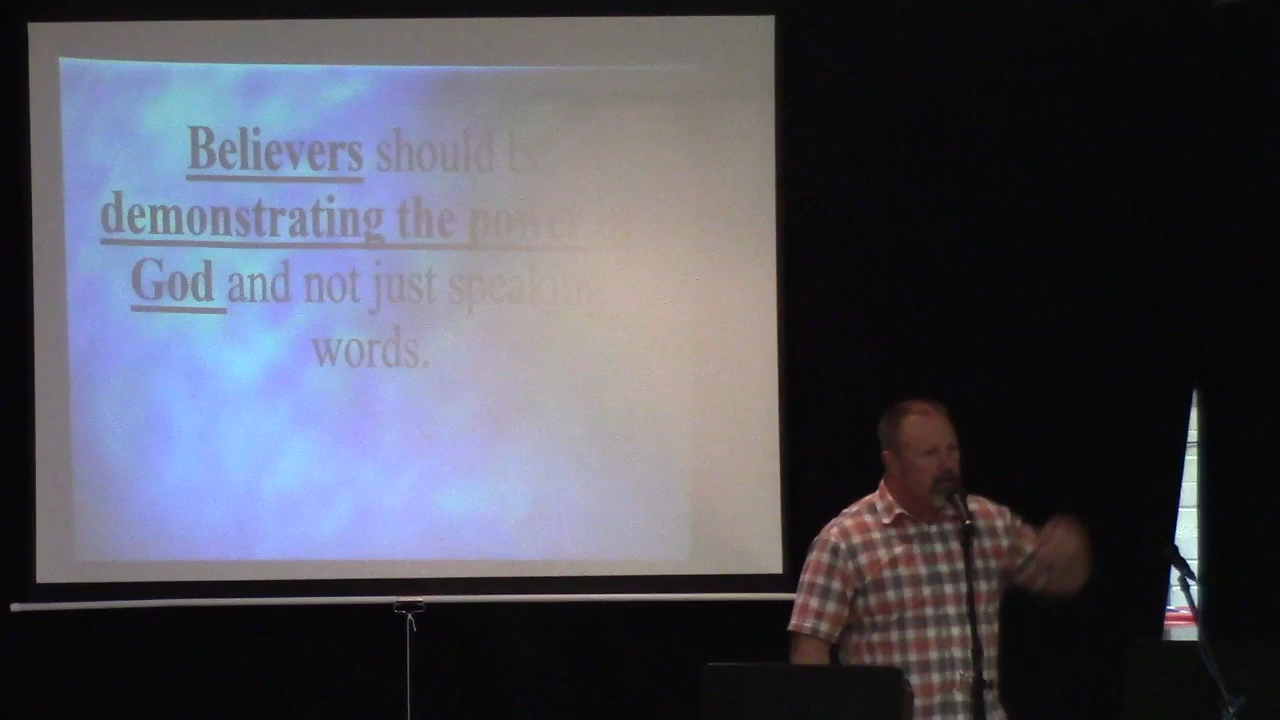 Believers should be
demonstrating the power of
God and not just speaking
words.